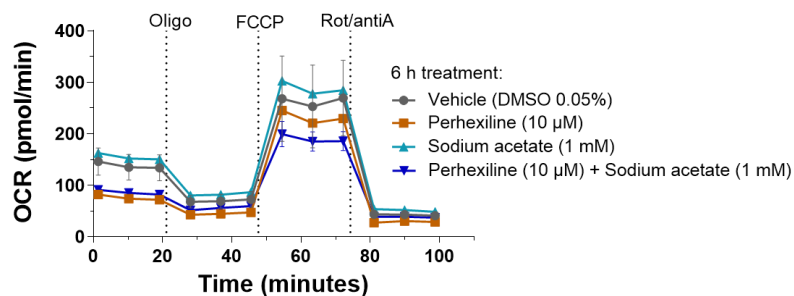 Oligo FCCP Rot/antiA
400
300
200
100
0
OCR (pmol/min)
0 20 40 60 80 100
Time (minutes)
6 h treatment:
Vehicle (DMSO 0.05%)
Perhexiline (10 µM)
Sodium acetate (1 mM)
Perhexiline (10 µM) + Sodium acetate (1 mM)